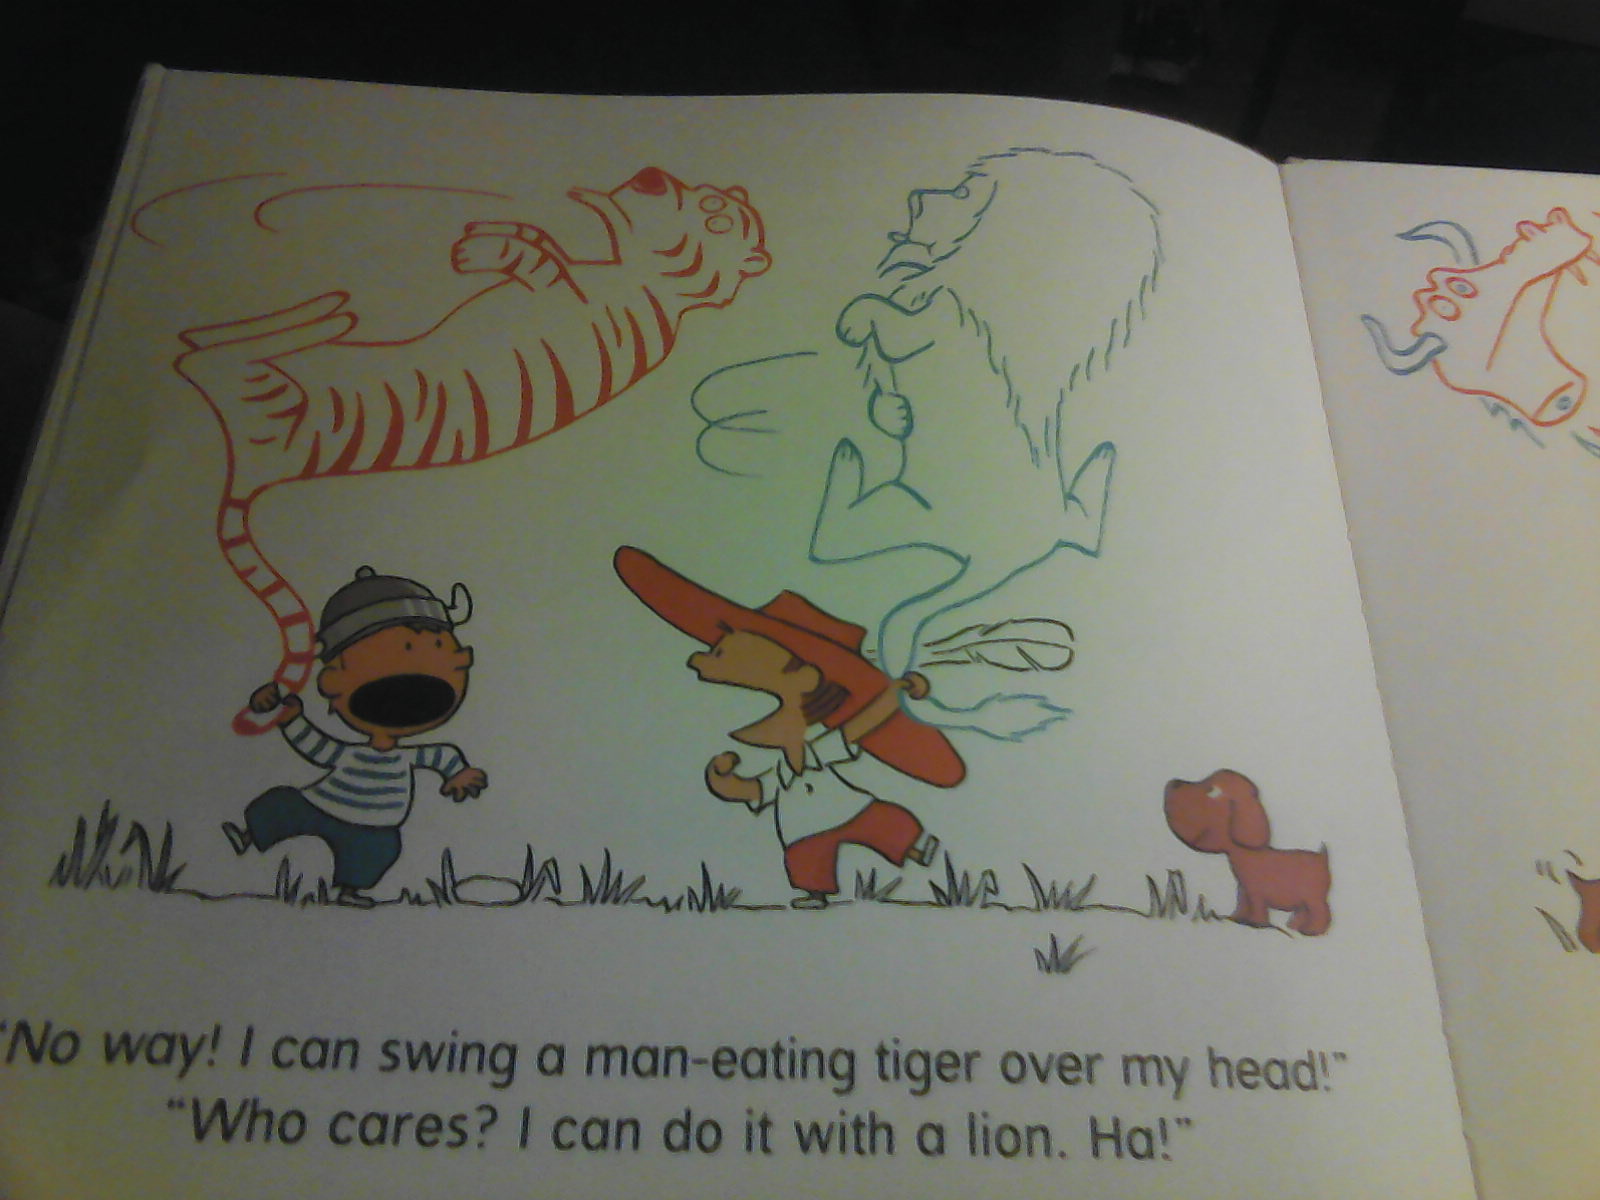 "No way! I can swing a man-eating tiger over my head!"
"Who cares? I can do it with a lion. Ha!"